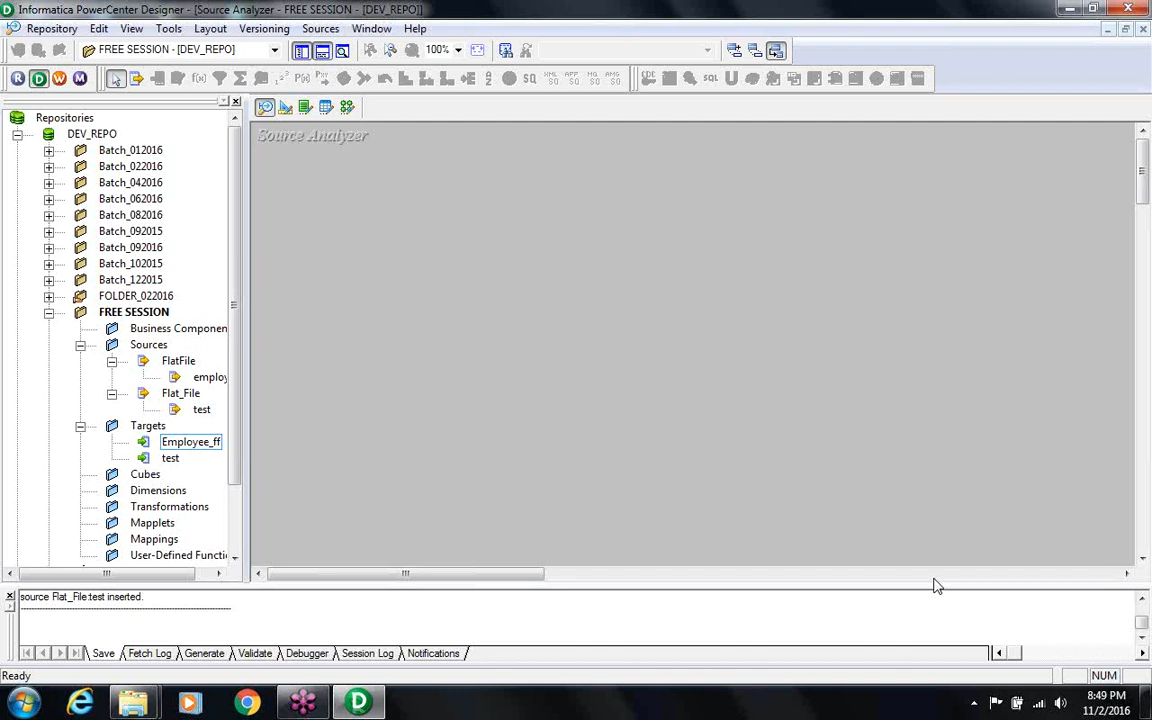 Informatica PowerCenter Designer - [Source Analyzer - FREE SESSION - [DEV_REPO]]
Repository Edit View Tools Layout Versioning Sources Window Help
FREE SESSION - [DEV_REPO] 100%
R D W M f(x) P(x) SQ SQL
Repositories
DEV_REPO
Batch_012016
Batch_022016
Batch_042016
Batch_062016
Batch_082016
Batch_092015
Batch_092016
Batch_102015
Batch_122015
FOLDER_022016
FREE SESSION
Business Componen
Sources
FlatFile
employ
Flat_File
test
Targets
Employee_ff
test
Cubes
Dimensions
Transformations
Mapplets
Mappings
User-Defined Functi
Source Analyzer
source Flat_File:test inserted.
Save Fetch Log Generate Validate Debugger Session Log Notifications
Ready NUM
8:49 PM
11/2/2016